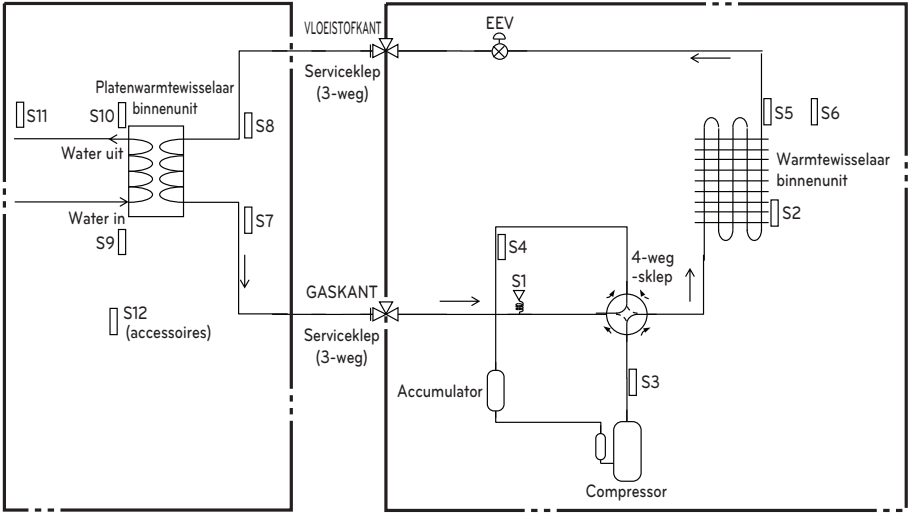 VLOEISTOFKANT
EEV
Serviceklep
(3-weg)
Platenwarmtewisselaar
binnenunit
S11
S10
S8
S5
S6
Water uit
Warmtewisselaar
binnenunit
Water in
S7
S2
S9
S4
4-weg
-sklep
S1
GASKANT
S12
(accessoires)
Serviceklep
(3-weg)
S3
Accumulator
Compressor